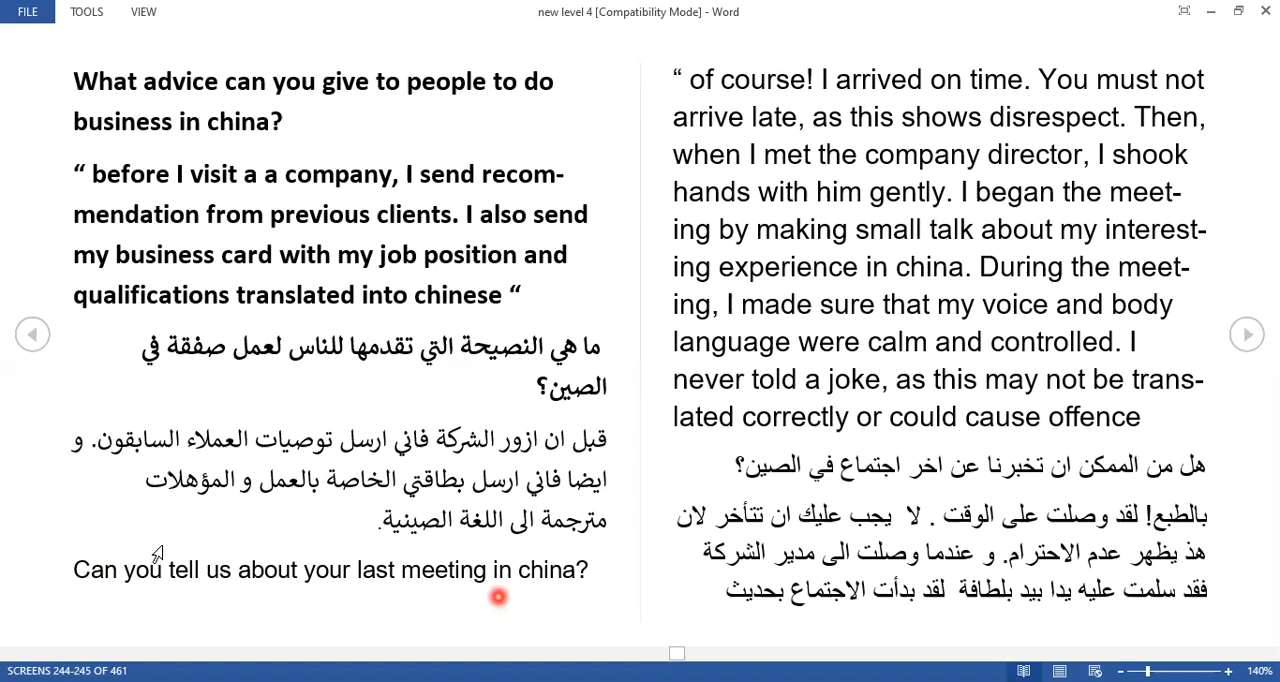 FILE TOOLS VIEW new level 4 [Compatibility Mode] - Word
What advice can you give to people to do
business in china?
“ before I visit a a company, I send recom-
mendation from previous clients. I also send
my business card with my job position and
qualifications translated into chinese “
ما هي النصيحة التي تقدمها للناس لعمل صفقة في
الصين؟
قبل ان ازور الشركة فاني ارسل توصيات العملاء السابقون. و
ايضا فاني ارسل بطاقتي الخاصة بالعمل و المؤهلات
مترجمة الى اللغة الصينية.
Can you tell us about your last meeting in china?
“ of course! I arrived on time. You must not
arrive late, as this shows disrespect. Then,
when I met the company director, I shook
hands with him gently. I began the meet-
ing by making small talk about my interest-
ing experience in china. During the meet-
ing, I made sure that my voice and body
language were calm and controlled. I
never told a joke, as this may not be trans-
lated correctly or could cause offence
هل من الممكن ان تخبرنا عن اخر اجتماع في الصين؟
بالطبع! لقد وصلت على الوقت . لا يجب عليك ان تتأخر لان
هذ يظهر عدم الاحترام. و عندما وصلت الى مدير الشركة
فقد سلمت عليه يدا بيد بلطافة لقد بدأت الاجتماع بحديث
SCREENS 244-245 OF 461 140%